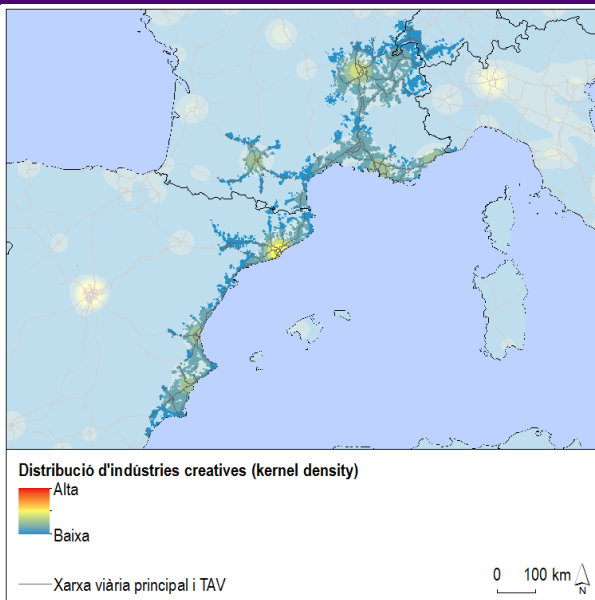 Distribució d'indústries creatives (kernel density)
Alta
Baixa
Xarxa viària principal i TAV
0 100 km
N